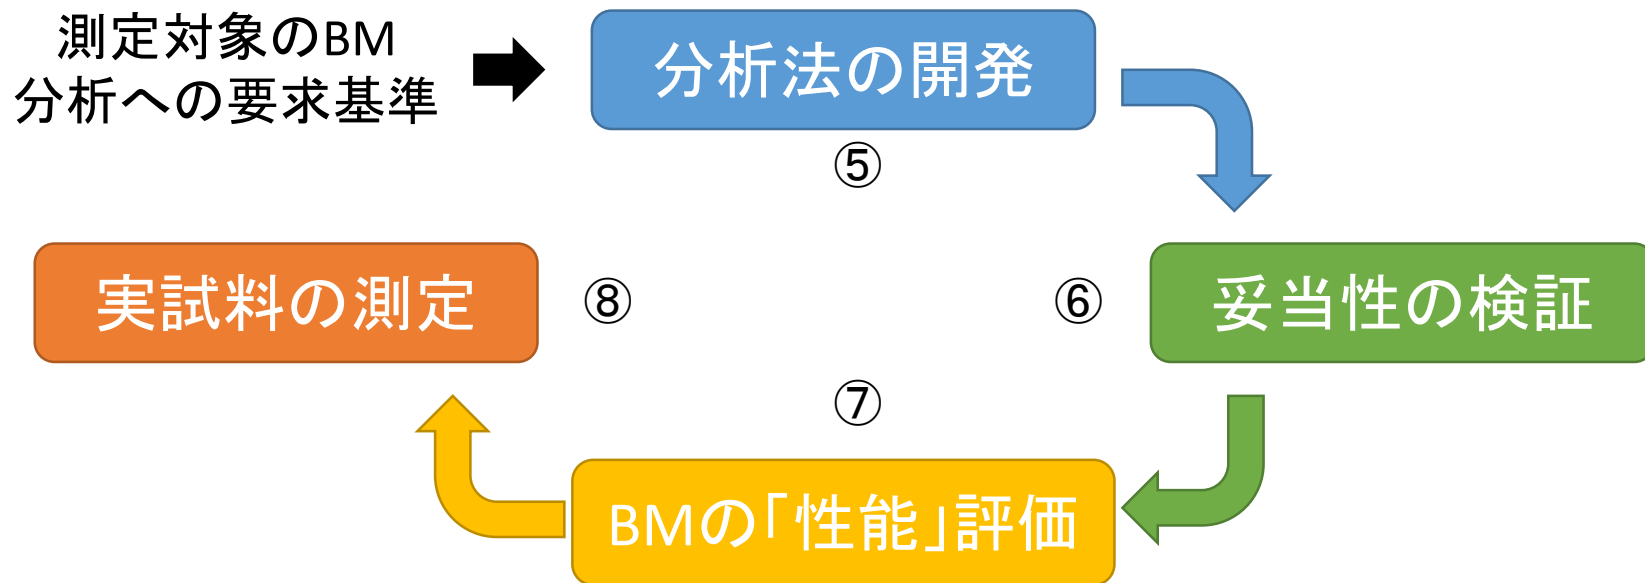 測定対象のBM
分析への要求基準
分析法の開発
⑤
実試料の測定
⑧
⑥
妥当性の検証
⑦
BMの「性能」評価